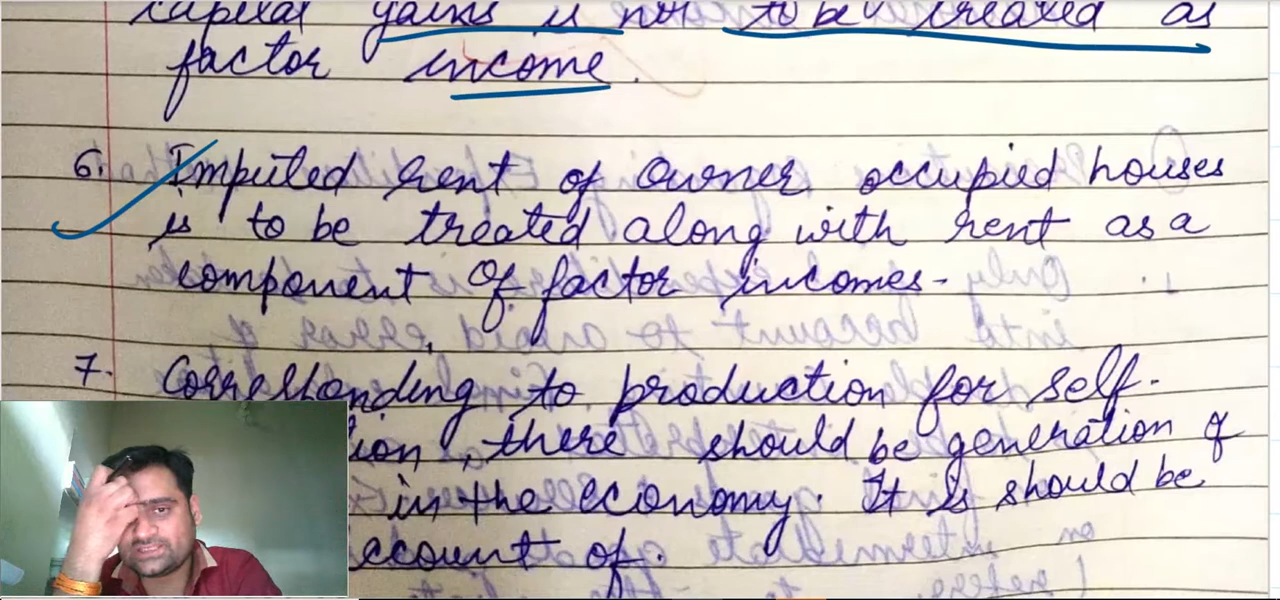 capital gains is not to be treated as
factor income.
6. Imputed rent of owner occupied houses
is to be treated along with rent as a
component of factor incomes-
7. Corresponding to production for self-
ion, there should be generation of
in the economy. It is should be
ccount of.